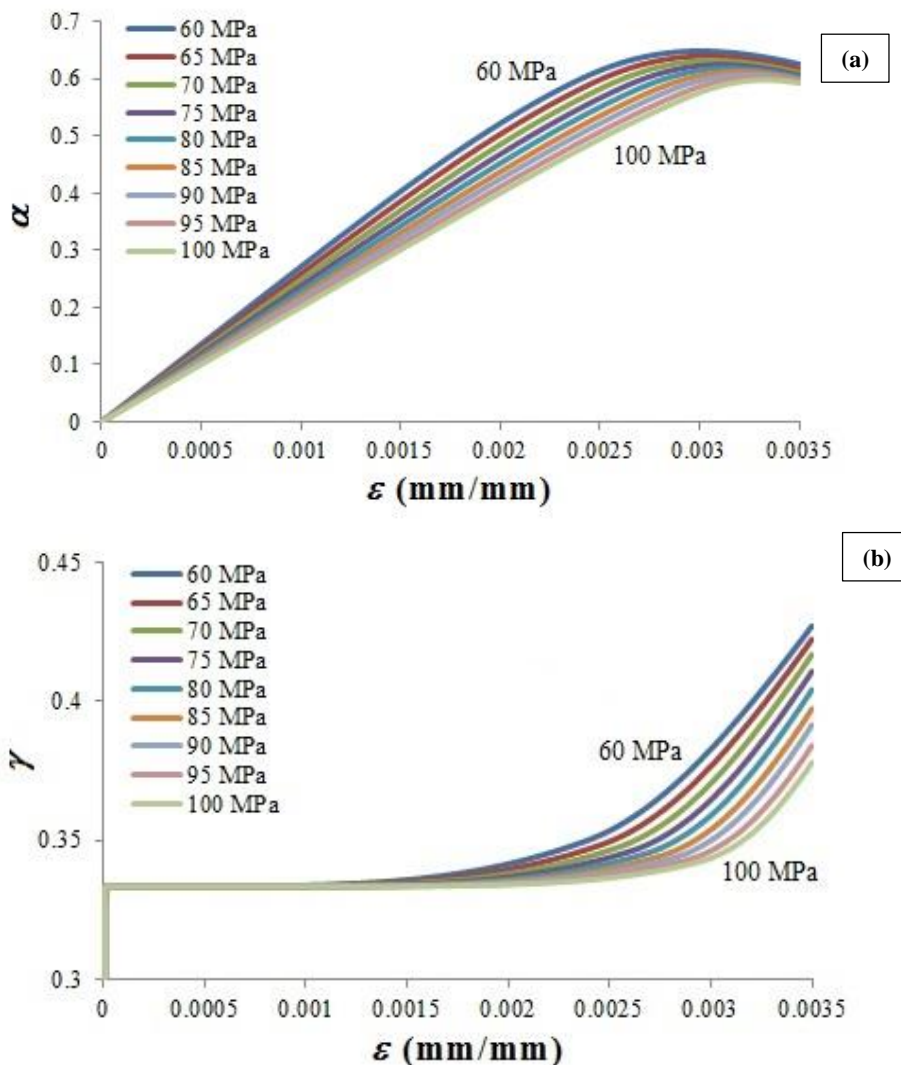 0.7
0.6
0.5
0.4
0.3
0.2
0.1
0
α
60 MPa
65 MPa
70 MPa
75 MPa
80 MPa
85 MPa
90 MPa
95 MPa
100 MPa
60 MPa
100 MPa
(a)
0 0.0005 0.001 0.0015 0.002 0.0025 0.003 0.0035
ε (mm/mm)
(b)
0.45
0.4
0.35
0.3
γ
60 MPa
65 MPa
70 MPa
75 MPa
80 MPa
85 MPa
90 MPa
95 MPa
100 MPa
60 MPa
100 MPa
0 0.0005 0.001 0.0015 0.002 0.0025 0.003 0.0035
ε (mm/mm)